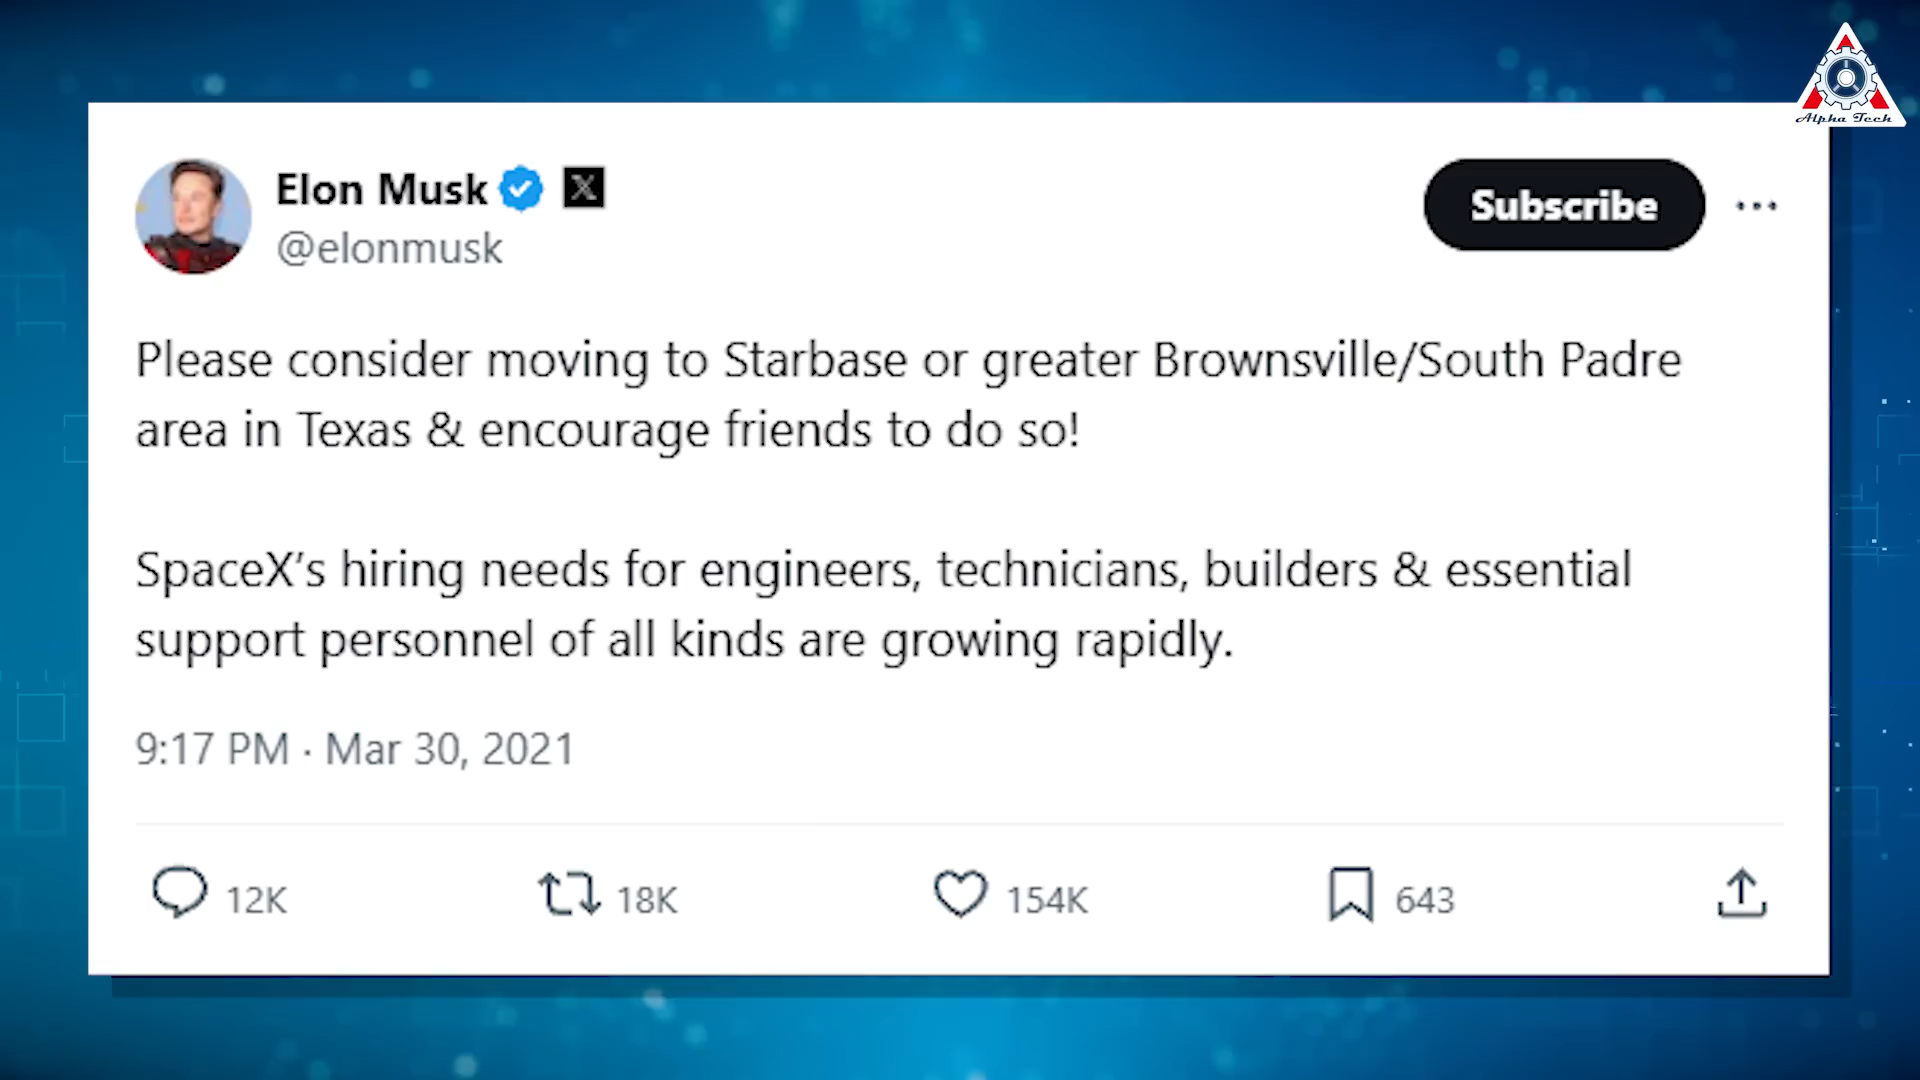 Alpha Tech
Elon Musk X
@elonmusk
Subscribe
Please consider moving to Starbase or greater Brownsville/South Padre
area in Texas & encourage friends to do so!
SpaceX's hiring needs for engineers, technicians, builders & essential
support personnel of all kinds are growing rapidly.
9:17 PM · Mar 30, 2021
12K 18K 154K 643